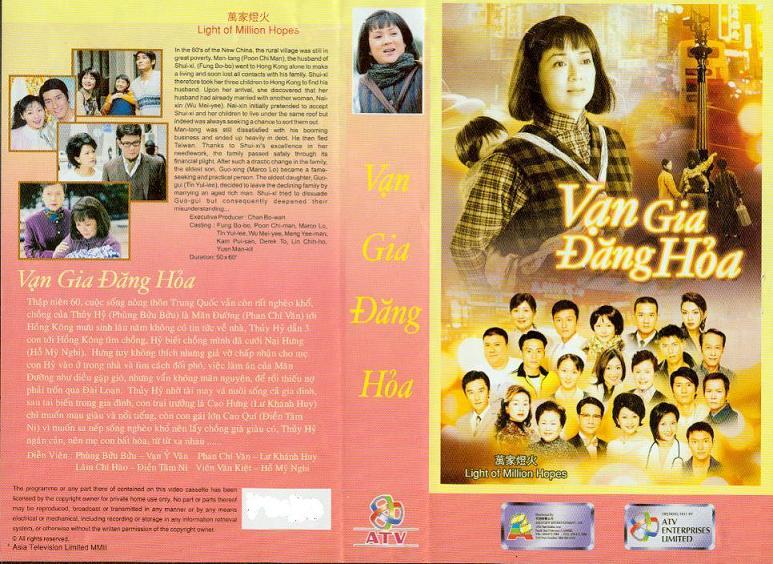 萬家燈火
Light of Million Hopes
In the 60's of the New China, the rural village was still in
great poverty. Man-tang (Poon Chi Man), the husband of
Shui-xi, (Fung Bo-bo) went to Hong Kong alone to make
a living and soon lost all contacts with his family. Shui-xi
therefore took her three children to Hong Kong to find his
husband. Upon her arrival, she discovered that her
husband had already married with another woman, Nai-
xin (Wu Mei-yee). Nai-xin initially pretended to accept
Shui-xi and her children to live under the same roof but
indeed was always seeking a chance to sort them out.
Man-tang was still dissatisfied with his booming
business and ended up heavily in debt. He then fled
Taiwan. Thanks to Shui-xi's excellence in her
needlework, the family passed safely through its
financial plight. After such a drastic change in the family,
the eldest son, Guo-xing (Marco Lo) became a fame-
seeking and practical person. The eldest daughter, Guo-
gui (Tin Yui-lee), decided to leave the declining family by
marrying an aged rich man. Shui-xi tried to dissuade
Guo-gui but consequently deepened their
misunderstanding...
Executive Producer : Chan Bo-wah
Casting : Fung Bo-bo, Poon Chi-man, Marco Lo,
Tin Yui-lee, Wu Mei-yee, Meng Yee-man,
Kam Pui-san, Derek To, Lin Chih-ho,
Yuen Man-kit
Duration: 50 x 60'
Vạn Gia Đăng Hỏa
Thập niên 60, cuộc sống nông thôn Trung Quốc vẫn còn rất nghèo khổ,
chồng của Thủy Hỷ (Phùng Bửu Bửu) là Mãn Đường (Phan Chí Văn) tới
Hồng Kông mưu sinh lâu năm không có tin tức về nhà, Thủy Hỷ dẫn 3
con tới Hồng Kông tìm chồng, Hỷ biết chồng mình đã cưới Nại Hưng
(Hồ Mỹ Nghi). Hưng tuy không thích nhưng giả vờ chấp nhận cho mẹ
con Hỷ vào ở trong nhà và tìm cách đối phó, việc làm ăn của Mãn
Đường như diều gặp gió, nhưng vẫn không mãn nguyện, để rồi thiếu nợ
phải trốn qua Đài Loan. Thủy Hỷ nhờ tài may vá nuôi sống cả gia đình,
sau tai biến trong gia đình, con trai trưởng là Cao Hưng (Lư Khánh Huy)
chỉ muốn mau giàu và nổi tiếng, còn con gái lớn Cao Quí (Điền Tâm
Ni) vì muốn sa nếp sống nghèo khổ nên lấy chồng già giàu có, Thủy Hỷ
ngăn cản, nên mẹ con bất hòa, từ từ xa nhau ......
Diễn Viên : Phùng Bửu Bửu – Vạn Ỷ Văn Phan Chí Văn – Lư Khánh Huy
Lâm Chí Hào – Điền Tâm Ni Viên Văn Kiệt – Hồ Mỹ Nghi
The programme or any part there of contained on this video cassette has been
licensed by the copyright owner for private home use only. No part or parts thereof
may be reproduced, broadcast or transmitted in any manner or by any means
electrical or mechanical, including recording or storage in any information retrieval
system, or otherwise without the written permission of the copyright owner.
© All rights reserved.
* Asia Television Limited MMII
Vạn
Gia
Đăng
Hỏa
ATV
Vạn Gia
Đăng Hỏa
萬家燈火
Light of Million Hopes
ATV
ENTERPRISES
LIMITED